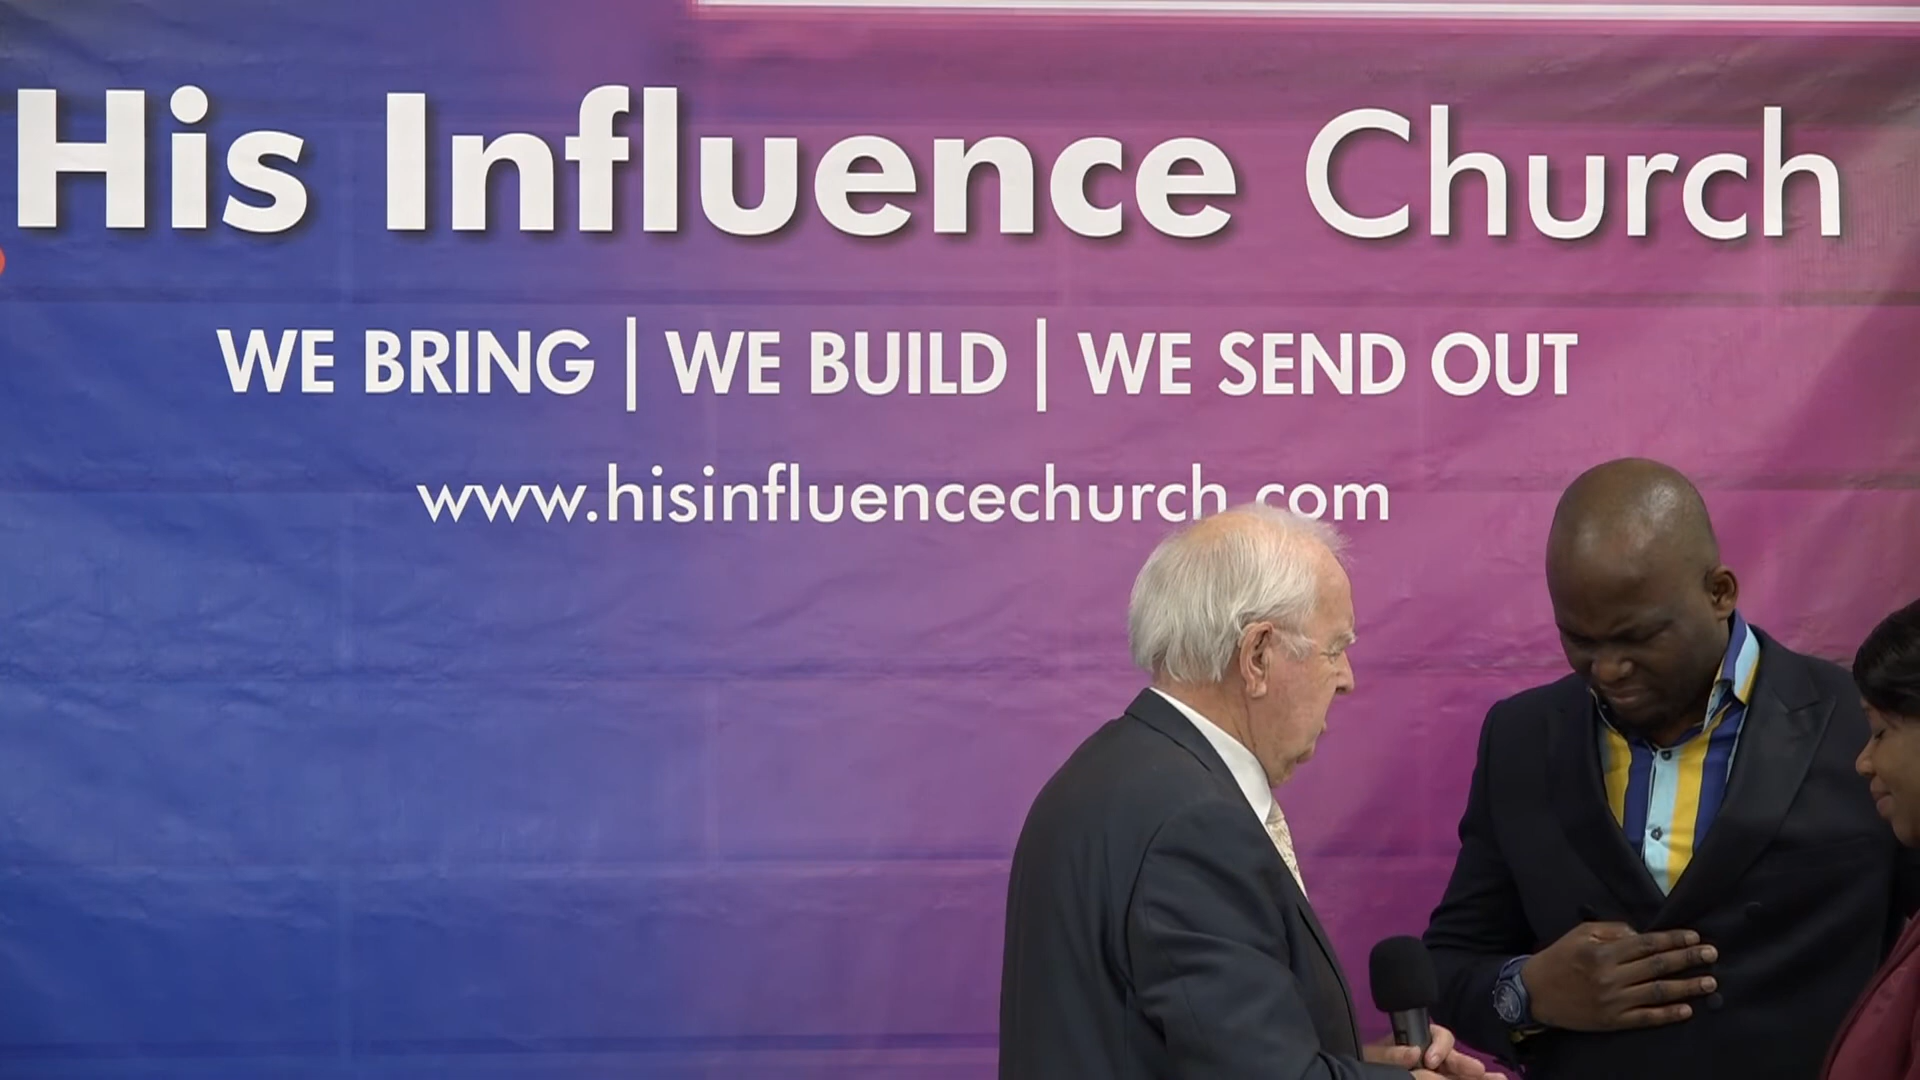 His Influence Church
WE BRING | WE BUILD | WE SEND OUT
www.hisinfluencechurch.com